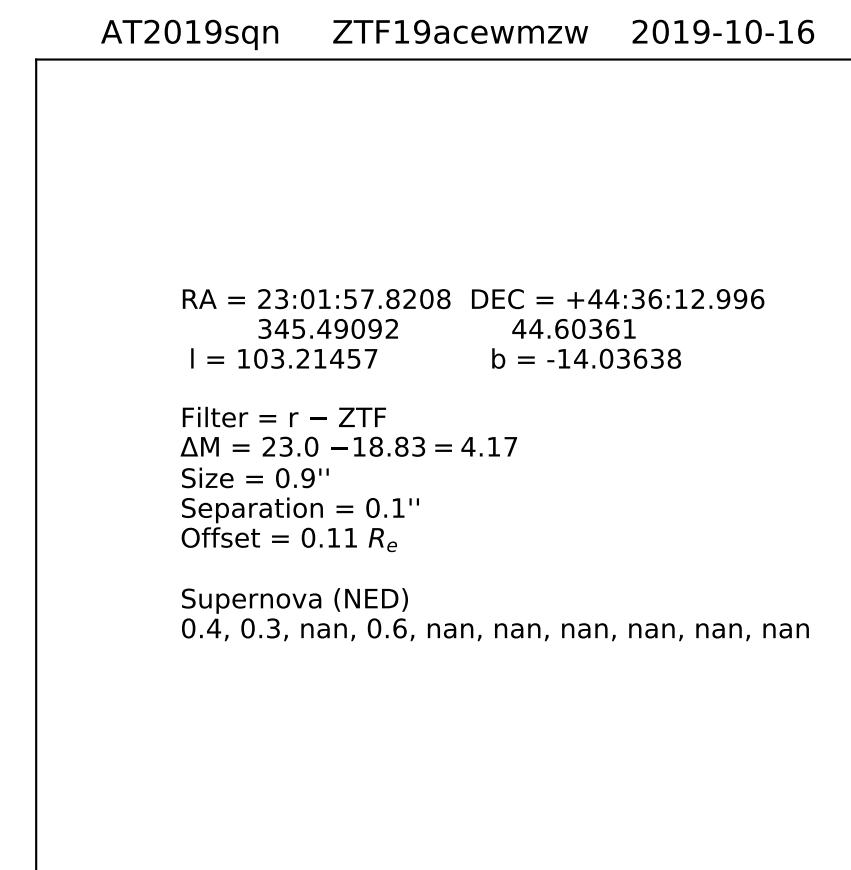 AT2019sqn ZTF19acewmzw 2019-10-16
RA = 23:01:57.8208 DEC = +44:36:12.996
345.49092 44.60361
l = 103.21457 b = -14.03638
Filter = r − ZTF
ΔM = 23.0 −18.83 = 4.17
Size = 0.9''
Separation = 0.1''
Offset = 0.11 Rₑ
Supernova (NED)
0.4, 0.3, nan, 0.6, nan, nan, nan, nan, nan, nan